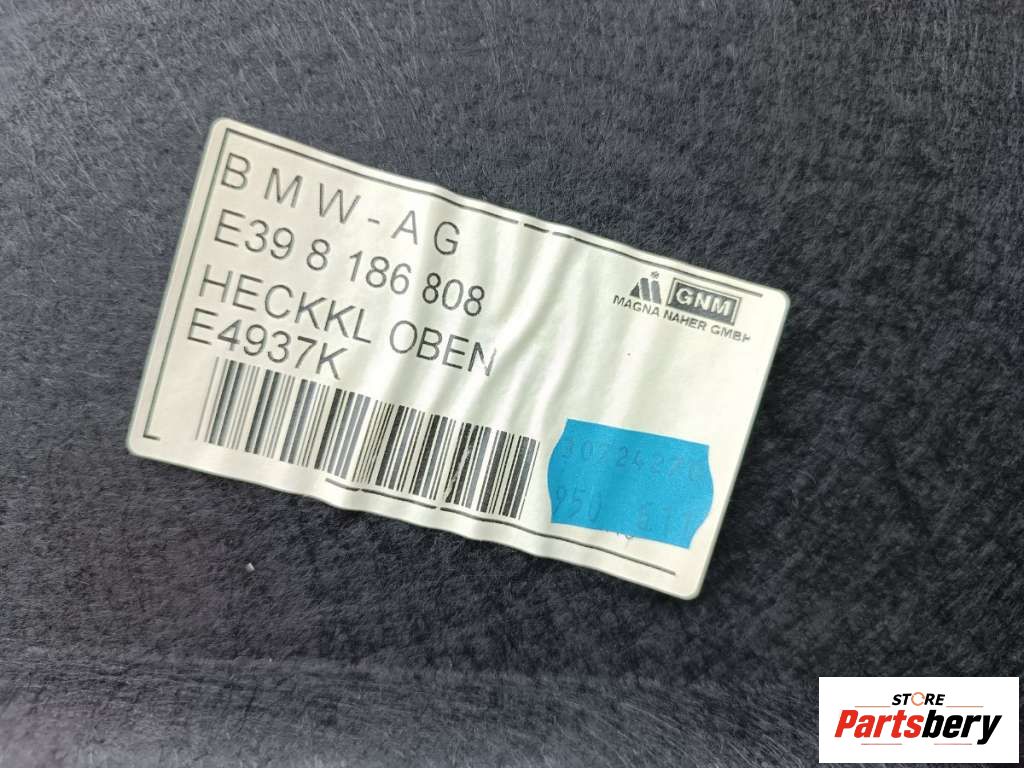 BMW-AG
E39 8 186 808
HECKKL OBEN
E4937K
GNM
MAGNA NAHER GMBH
STORE
Partsbery